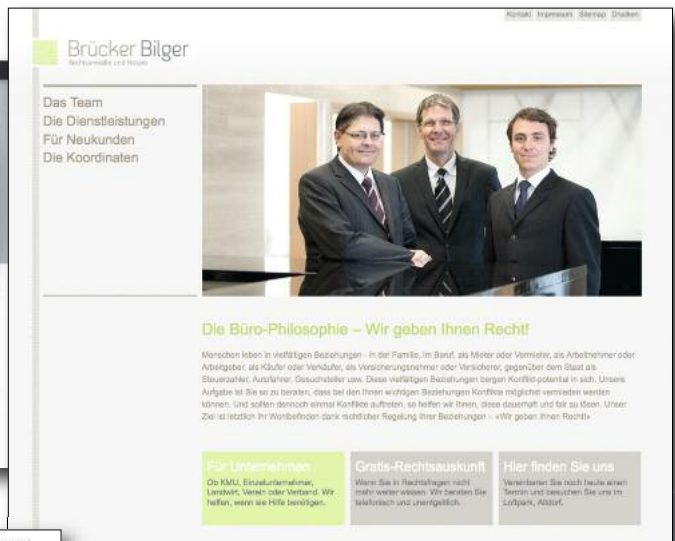 Kontakt Impressum Sitemap Drucken
Brücker Bilger
Rechtsanwälte und Notare
Das Team
Die Dienstleistungen
Für Neukunden
Die Koordinaten
Die Büro-Philosophie – Wir geben Ihnen Recht!
Menschen leben in vielfältigen Beziehungen - in der Familie, im Beruf, als Mieter oder Vermieter, als Arbeitnehmer oder
Arbeitgeber, als Käufer oder Verkäufer, als Versicherungsnehmer oder Versicherer, gegenüber dem Staat als
Steuerzahler, Autofahrer, Gesuchsteller usw. Diese vielfältigen Beziehungen bergen Konflikt-potential in sich. Unsere
Aufgabe ist Sie so zu beraten, dass bei den Ihnen wichtigen Beziehungen Konflikte möglichst vermieden werden
können. Und sollten dennoch einmal Konflikte auftreten, so helfen wir Ihnen, diese dauerhaft und fair zu lösen. Unser
Ziel ist letztlich Ihr Wohlbefinden dank rechtlicher Regelung Ihrer Beziehungen – «Wir geben Ihnen Recht!»
Für Unternehmen
Ob KMU, Einzelunternehmer,
Landwirt, Verein oder Verband. Wir
helfen, wenn sie Hilfe benötigen.
Gratis-Rechtsauskunft
Wenn Sie in Rechtsfragen nicht
mehr weiter wissen. Wir beraten Sie
telefonisch und unentgeltlich.
Hier finden Sie uns
Vereinbaren Sie noch heute einen
Termin und besuchen Sie uns im
Loftpark, Altdorf.